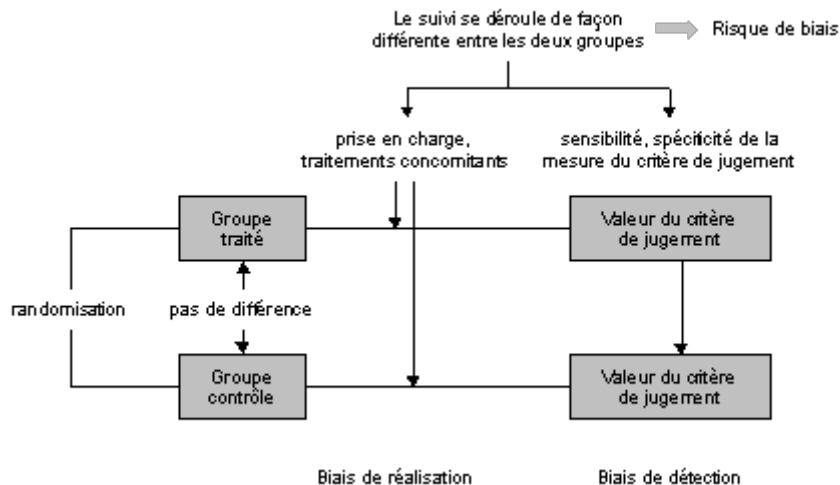 Le suivi se déroule de façon
différente entre les deux groupes
Risque de biais
prise en charge,
traitements concomitants
sensibilité, spécificité de la
mesure du critère de jugement
Groupe
traité
Valeur du critère
de jugement
randomisation
pas de différence
Groupe
contrôle
Valeur du critère
de jugement
Biais de réalisation
Biais de détection